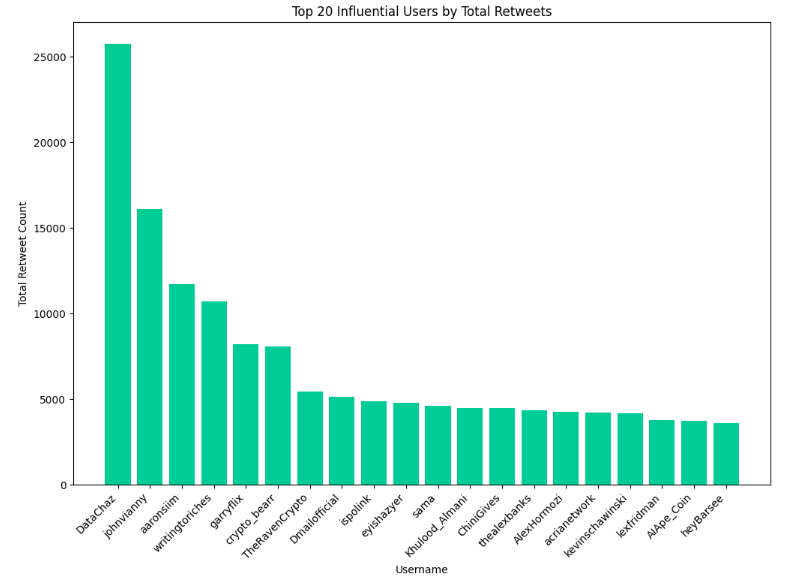 Top 20 Influential Users by Total Retweets
Total Retweet Count
25000
20000
15000
10000
5000
0
DataChaz
johnvianny
aaronsiim
writingtoriches
garryflix
crypto_bearr
TheRavenCrypto
Dmailofficial
ispolink
eyishazyer
sama
Khulood_Almani
ChiniGives
thealexbanks
AlexHormozi
acrianetwork
kevinschawinski
lexfridman
AIApe_Coin
heyBarsee
Username